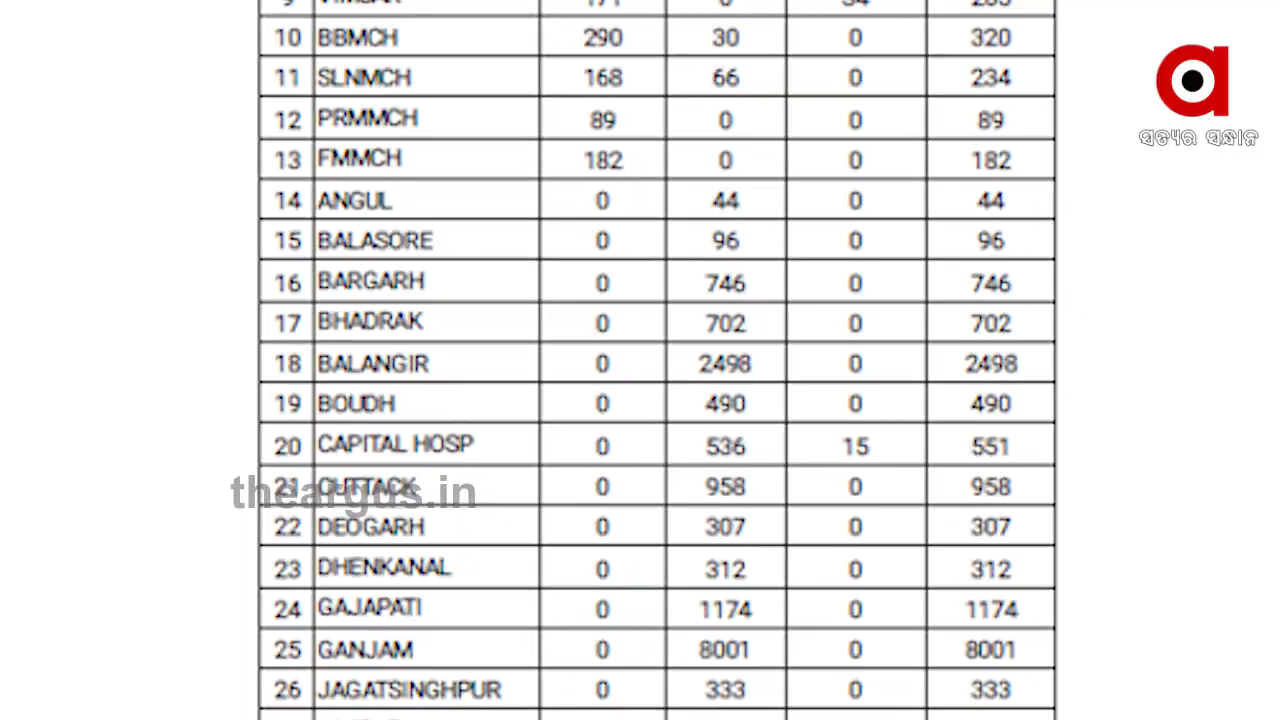 10 BBMCH 290 30 0 320
11 SLNMCH 168 66 0 234
12 PRMMCH 89 0 0 89
13 FMMCH 182 0 0 182
14 ANGUL 0 44 0 44
15 BALASORE 0 96 0 96
16 BARGARH 0 746 0 746
17 BHADRAK 0 702 0 702
18 BALANGIR 0 2498 0 2498
19 BOUDH 0 490 0 490
20 CAPITAL HOSP 0 536 15 551
21 CUTTACK 0 958 0 958
22 DEOGARH 0 307 0 307
23 DHENKANAL 0 312 0 312
24 GAJAPATI 0 1174 0 1174
25 GANJAM 0 8001 0 8001
26 JAGATSINGHPUR 0 333 0 333
ସତ୍ୟର ସନ୍ଧାନ
theargus.in